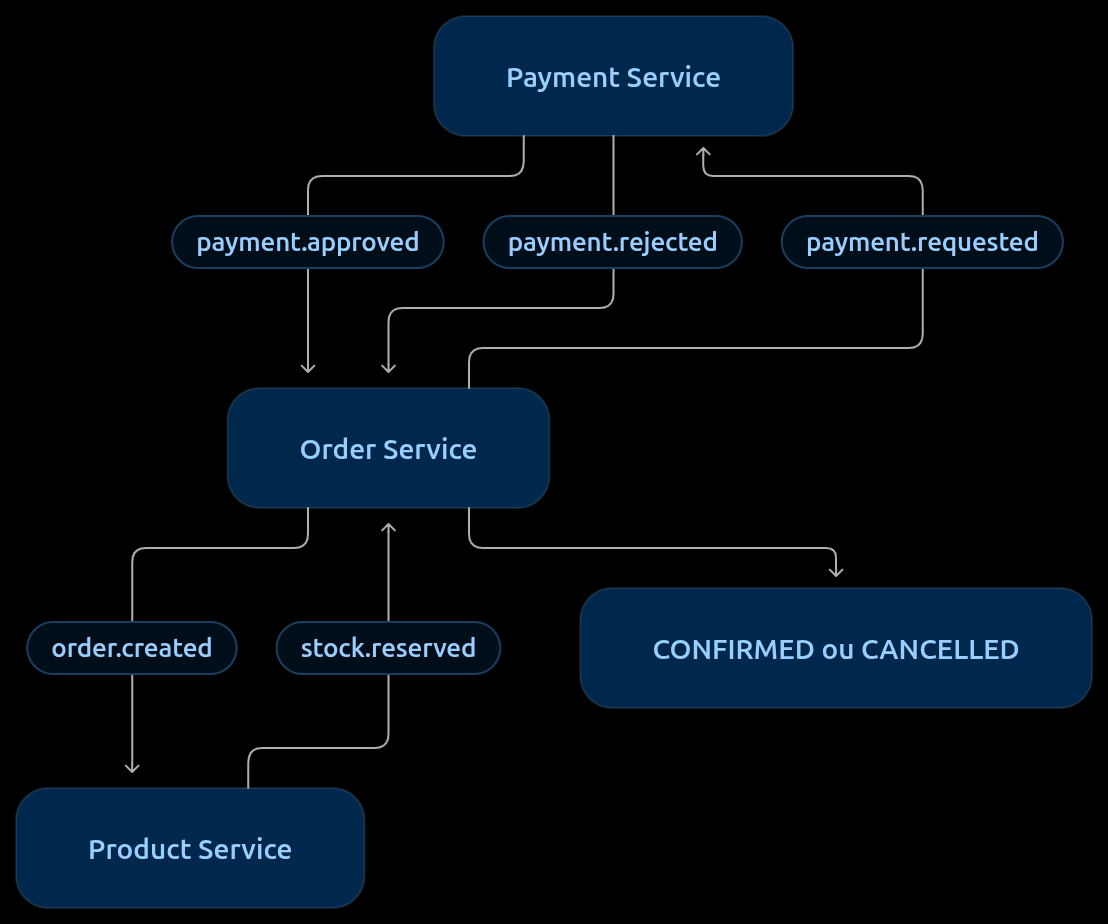 Payment Service
payment.approved
payment.rejected
payment.requested
Order Service
order.created
stock.reserved
CONFIRMED ou CANCELLED
Product Service